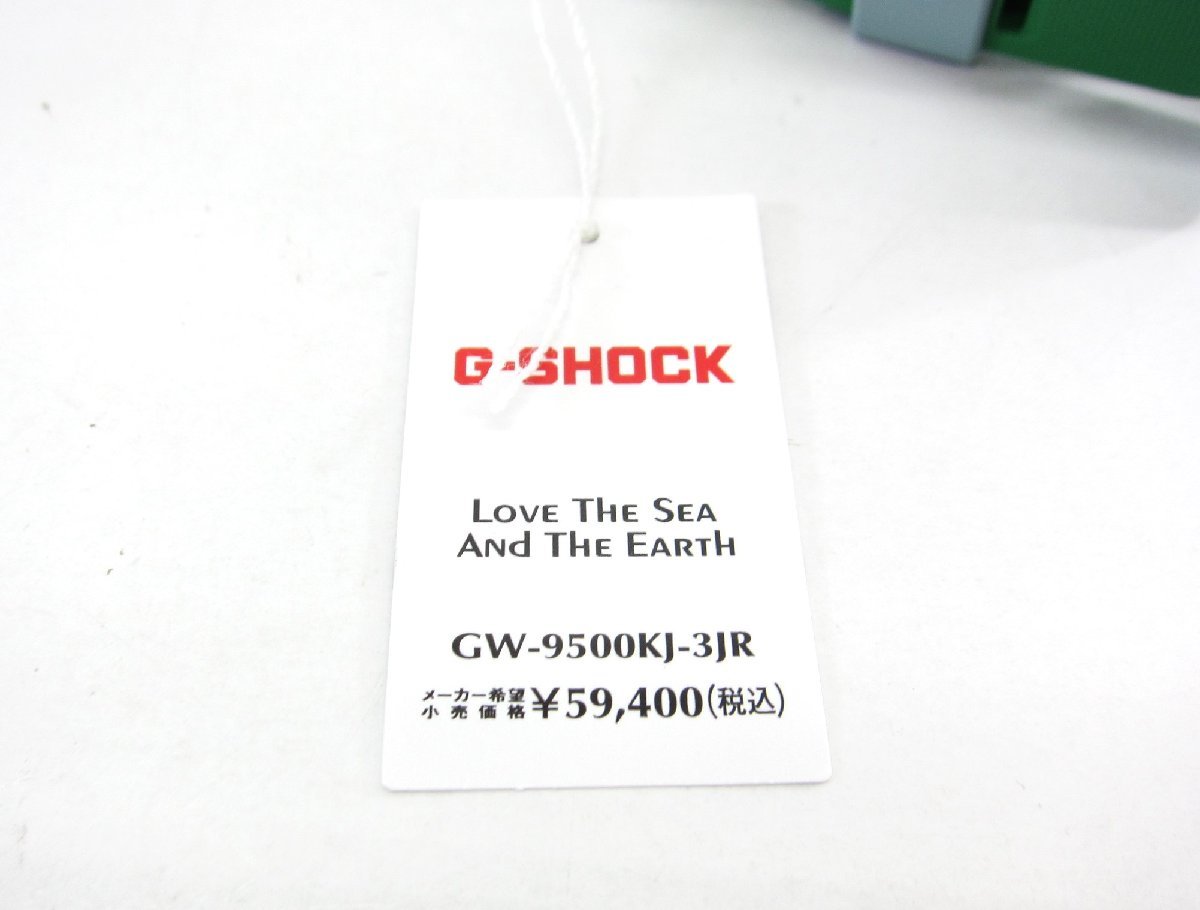 G-SHOCK
LOVE THE SEA
AND THE EARTH
GW-9500KJ-3JR
メーカー希望
小売価格 ¥59,400(税込)